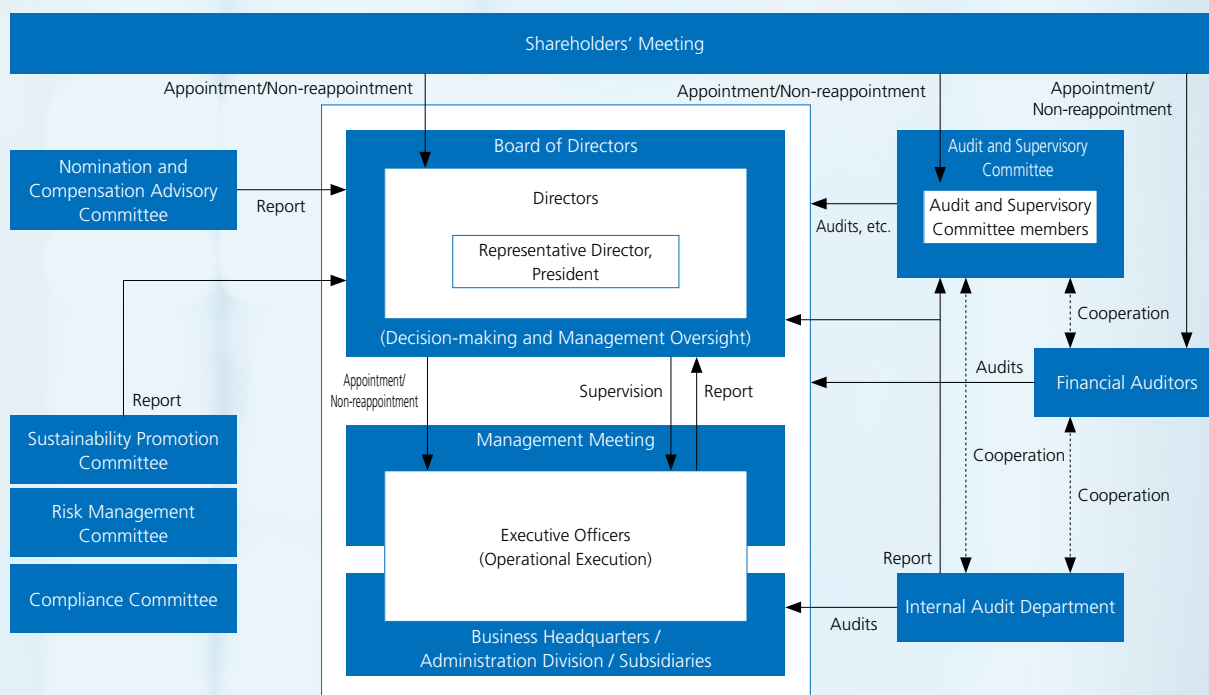 Shareholders’ Meeting
Appointment/Non-reappointment
Appointment/Non-reappointment
Appointment/
Non-reappointment
Nomination and
Compensation Advisory
Committee
Report
Board of Directors
Directors
Representative Director,
President
(Decision-making and Management Oversight)
Audits, etc.
Audit and Supervisory
Committee
Audit and Supervisory
Committee members
Cooperation
Audits
Financial Auditors
Appointment/
Non-reappointment
Supervision
Report
Report
Sustainability Promotion
Committee
Risk Management
Committee
Compliance Committee
Management Meeting
Executive Officers
(Operational Execution)
Cooperation
Cooperation
Report
Internal Audit Department
Audits
Business Headquarters /
Administration Division / Subsidiaries